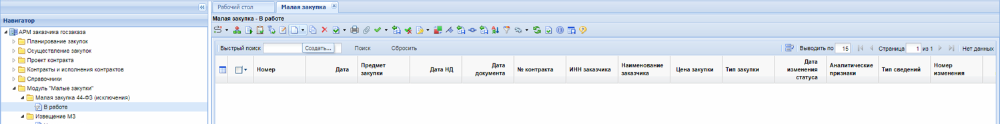 Рабочий стол
Малая закупка
Навигатор
Малая закупка - В работе
АРМ заказчика госзаказа
Планирование закупок
Осуществление закупок
Проект контракта
Контракты и исполнения контрактов
Справочники
Модуль "Малые закупки"
Малая закупка 44-ФЗ (исключения)
В работе
Извещение МЗ
Быстрый поиск
Создать...
Поиск
Сбросить
Выводить по
15
Страница
1
из 1
Нет данных
Номер
Дата
Предмет
закупки
Дата НД
Дата
документа
№ контракта
ИНН заказчика
Наименование
заказчика
Цена закупки
Тип закупки
Дата
изменения
статуса
Аналитические
признаки
Тип сведений
Номер
изменения